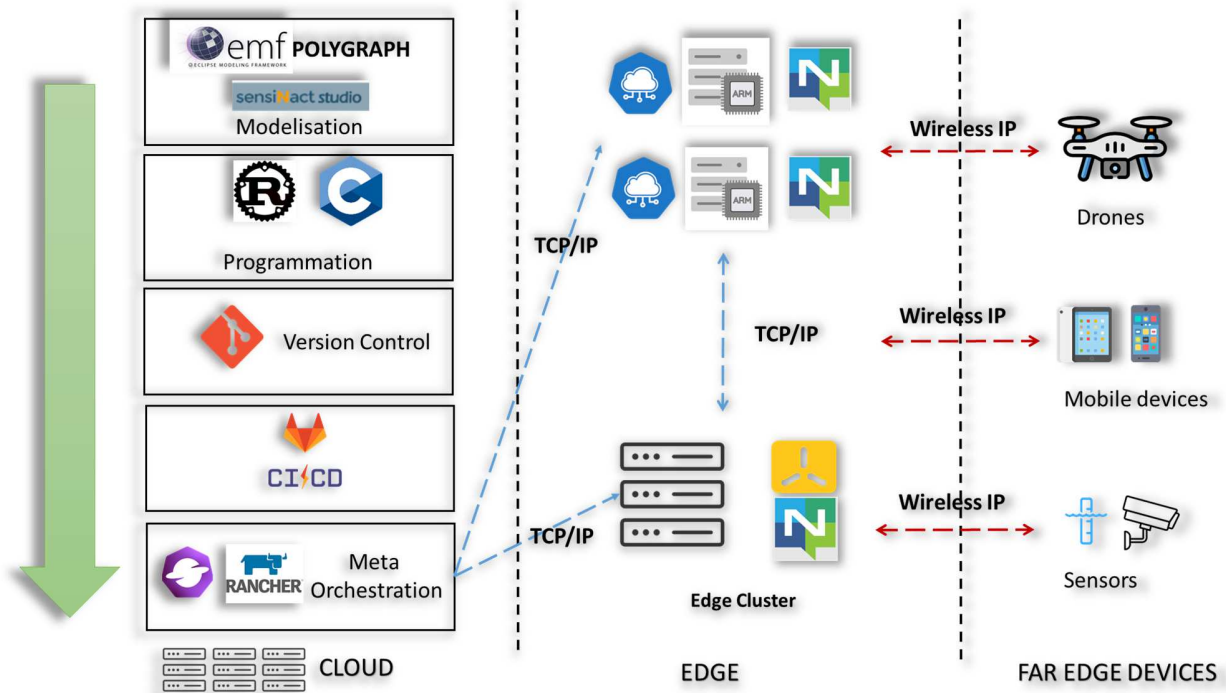 emf POLYGRAPH
ECLIPSE MODELING FRAMEWORK
sensiNact studio
Modelisation
R
C
Programmation
Version Control
CI CD
RANCHER
Meta
Orchestration
CLOUD
TCP/IP
TCP/IP
ARM
N
ARM
N
TCP/IP
N
Edge Cluster
EDGE
Wireless IP
Drones
Wireless IP
Mobile devices
Wireless IP
Sensors
FAR EDGE DEVICES